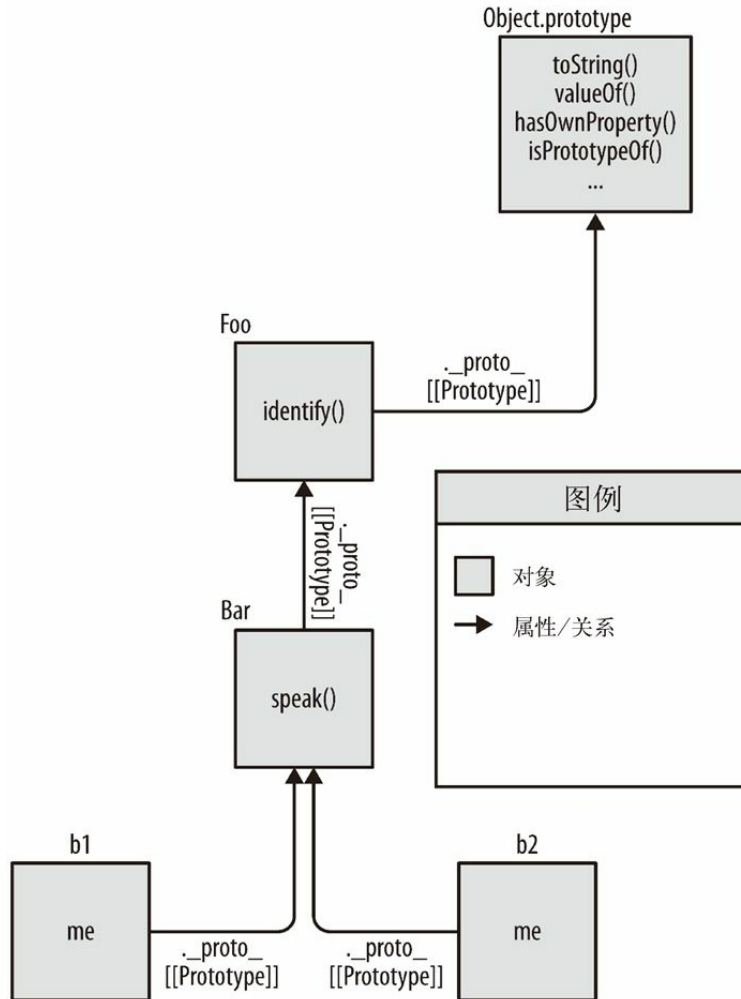 Object.prototype
toString()
valueOf()
hasOwnProperty()
isPrototypeOf()
...
Foo
identify()
._proto_
[[Prototype]]
图例
对象
属性/关系
._proto_
[[Prototype]]
Bar
speak()
b1
me
b2
me
._proto_
[[Prototype]]
._proto_
[[Prototype]]